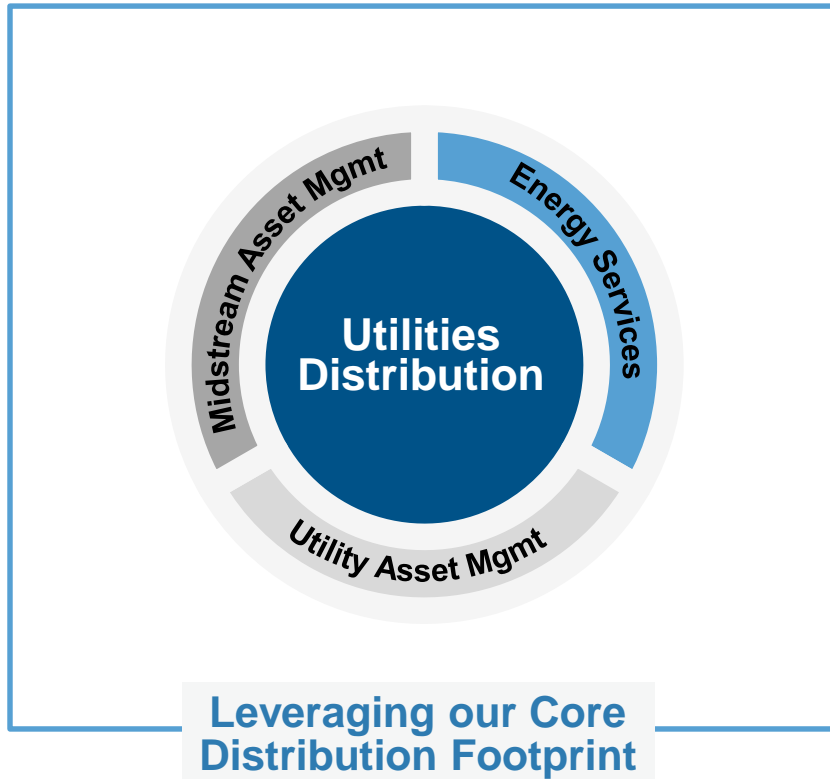 Midstream Asset Mgmt
Energy Services
Utilities
Distribution
Utility Asset Mgmt
Leveraging our Core
Distribution Footprint